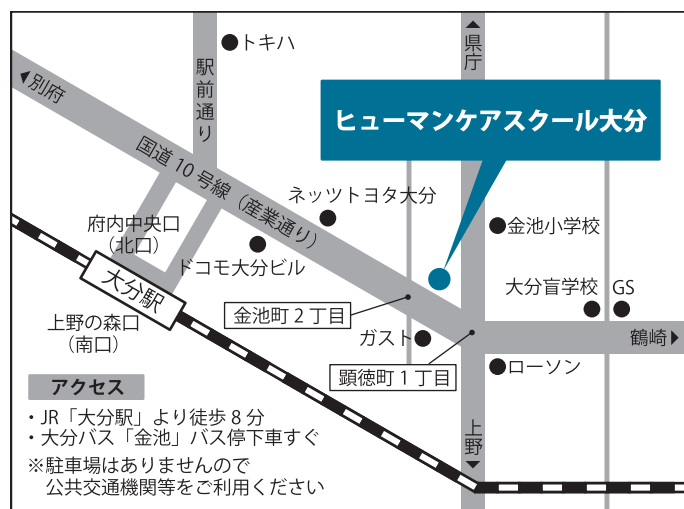 トキハ
県庁
駅前通り
別府
ヒューマンケアスクール大分
国道10号線（産業通り）
ネッツトヨタ大分
府内中央口
（北口）
金池小学校
ドコモ大分ビル
大分駅
大分盲学校
GS
金池町2丁目
上野の森口
（南口）
ガスト
鶴崎
顕徳町1丁目
ローソン
アクセス
・JR「大分駅」より徒歩8分
・大分バス「金池」バス停下車すぐ
上野
※駐車場はありませんので
公共交通機関等をご利用ください